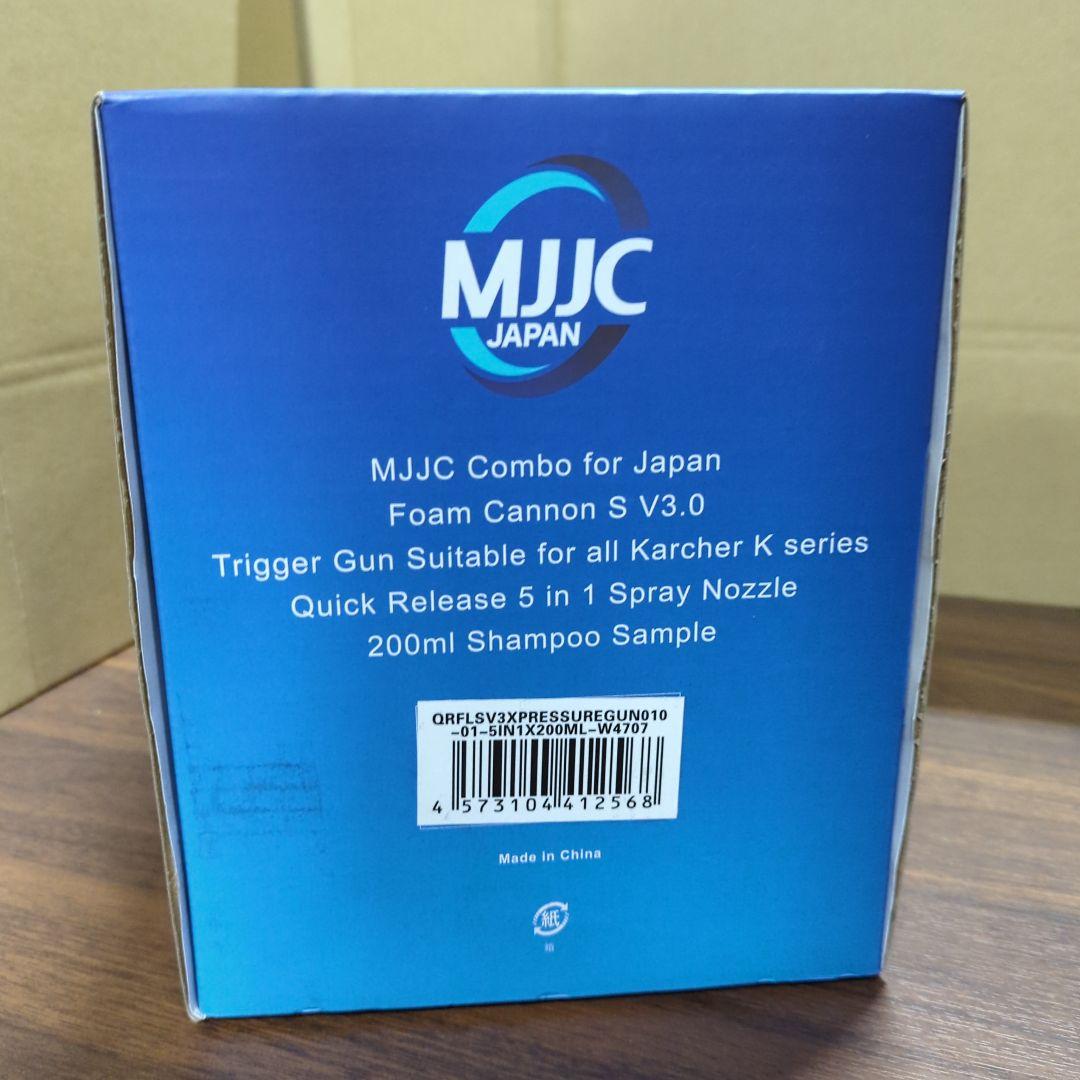 MJJC
JAPAN
MJJC Combo for Japan
Foam Cannon S V3.0
Trigger Gun Suitable for all Karcher K series
Quick Release 5 in 1 Spray Nozzle
200ml Shampoo Sample
QRFLSV3XPRESSUREGUN010
-01-5IN1X200ML-W4707
4 573104 412568
Made in China
紙
箱